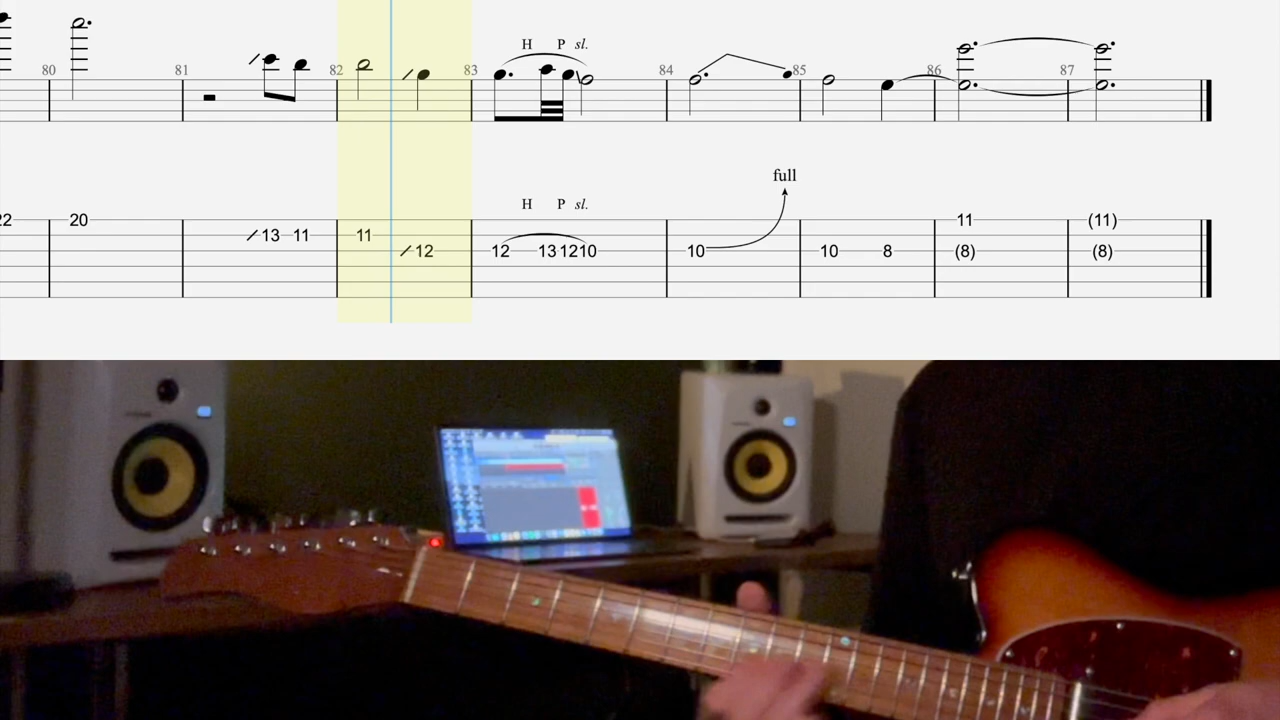 H P sl.
80 81 82 83 84 85 86 87
full
H P sl.
22 20 13 11 11 11 (11)
12 12 13 12 10 10 10 8 (8) (8)